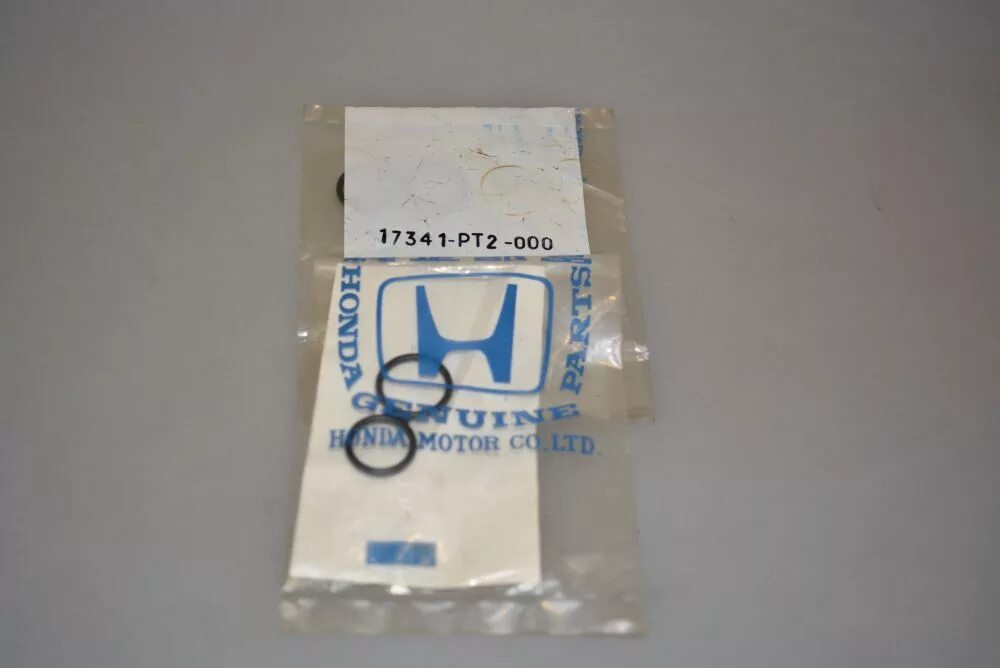 17341-PT2-000
HONDA
GENUINE
PARTS
HONDA MOTOR CO.,LTD.